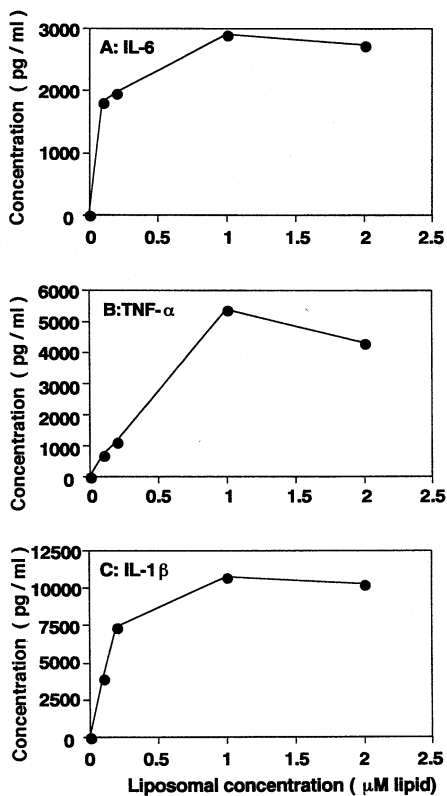 3000
A: IL-6
2000
1000
0
Concentration ( pg / ml )
0 0.5 1 1.5 2 2.5
6000
B:TNF-α
5000
4000
3000
2000
1000
0
Concentration ( pg / ml )
0 0.5 1 1.5 2 2.5
12500
C: IL-1β
10000
7500
5000
2500
0
Concentration ( pg / ml )
0 0.5 1 1.5 2 2.5
Liposomal concentration ( μM lipid)